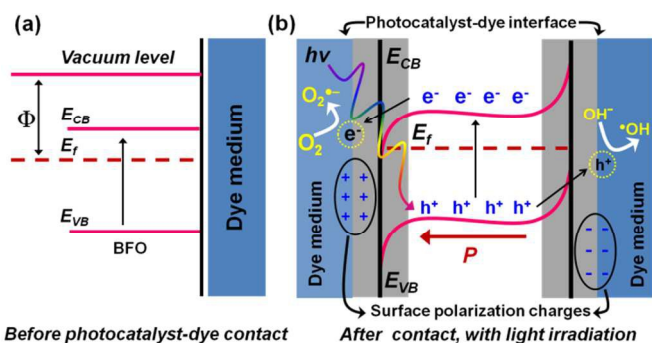 (a)
Vacuum level
Φ
E_CB
E_f
E_VB
BFO
Dye medium
Before photocatalyst-dye contact
(b)
Photocatalyst-dye interface
hν
E_CB
O₂•−
O₂
e⁻
e⁻ e⁻ e⁻ e⁻
E_f
OH⁻
•OH
h⁺
h⁺ h⁺ h⁺ h⁺
+ +
+ +
+ +
P
- -
- -
- -
Dye medium
Dye medium
E_VB
Surface polarization charges
After contact, with light irradiation